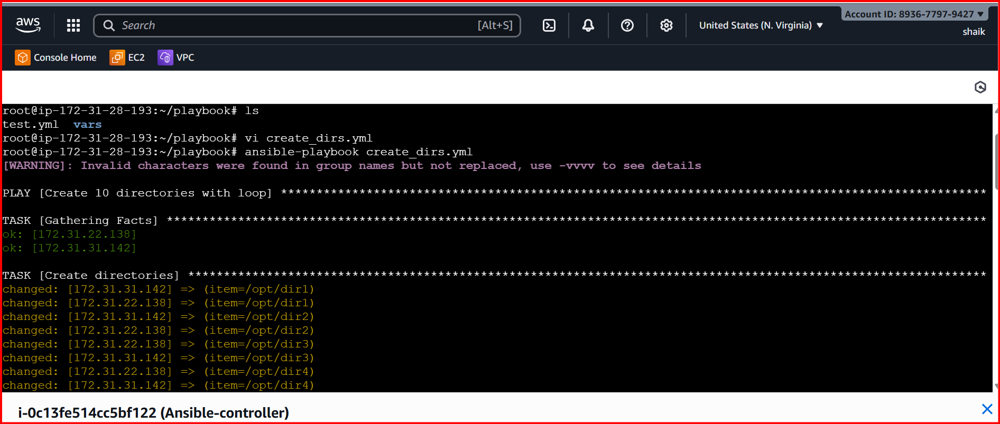 Account ID: 8936-7797-9427
aws
Search [Alt+S]
United States (N. Virginia)
shaik
Console Home EC2 VPC
root@ip-172-31-28-193:~/playbook# ls
test.yml  vars
root@ip-172-31-28-193:~/playbook# vi create_dirs.yml
root@ip-172-31-28-193:~/playbook# ansible-playbook create_dirs.yml
[WARNING]: Invalid characters were found in group names but not replaced, use -vvvv to see details
PLAY [Create 10 directories with loop] ***************************************************************************************************
TASK [Gathering Facts] *******************************************************************************************************************
ok: [172.31.22.138]
ok: [172.31.31.142]
TASK [Create directories] ****************************************************************************************************************
changed: [172.31.31.142] => (item=/opt/dir1)
changed: [172.31.22.138] => (item=/opt/dir1)
changed: [172.31.31.142] => (item=/opt/dir2)
changed: [172.31.22.138] => (item=/opt/dir2)
changed: [172.31.22.138] => (item=/opt/dir3)
changed: [172.31.31.142] => (item=/opt/dir3)
changed: [172.31.22.138] => (item=/opt/dir4)
changed: [172.31.31.142] => (item=/opt/dir4)
i-0c13fe514cc5bf122 (Ansible-controller)